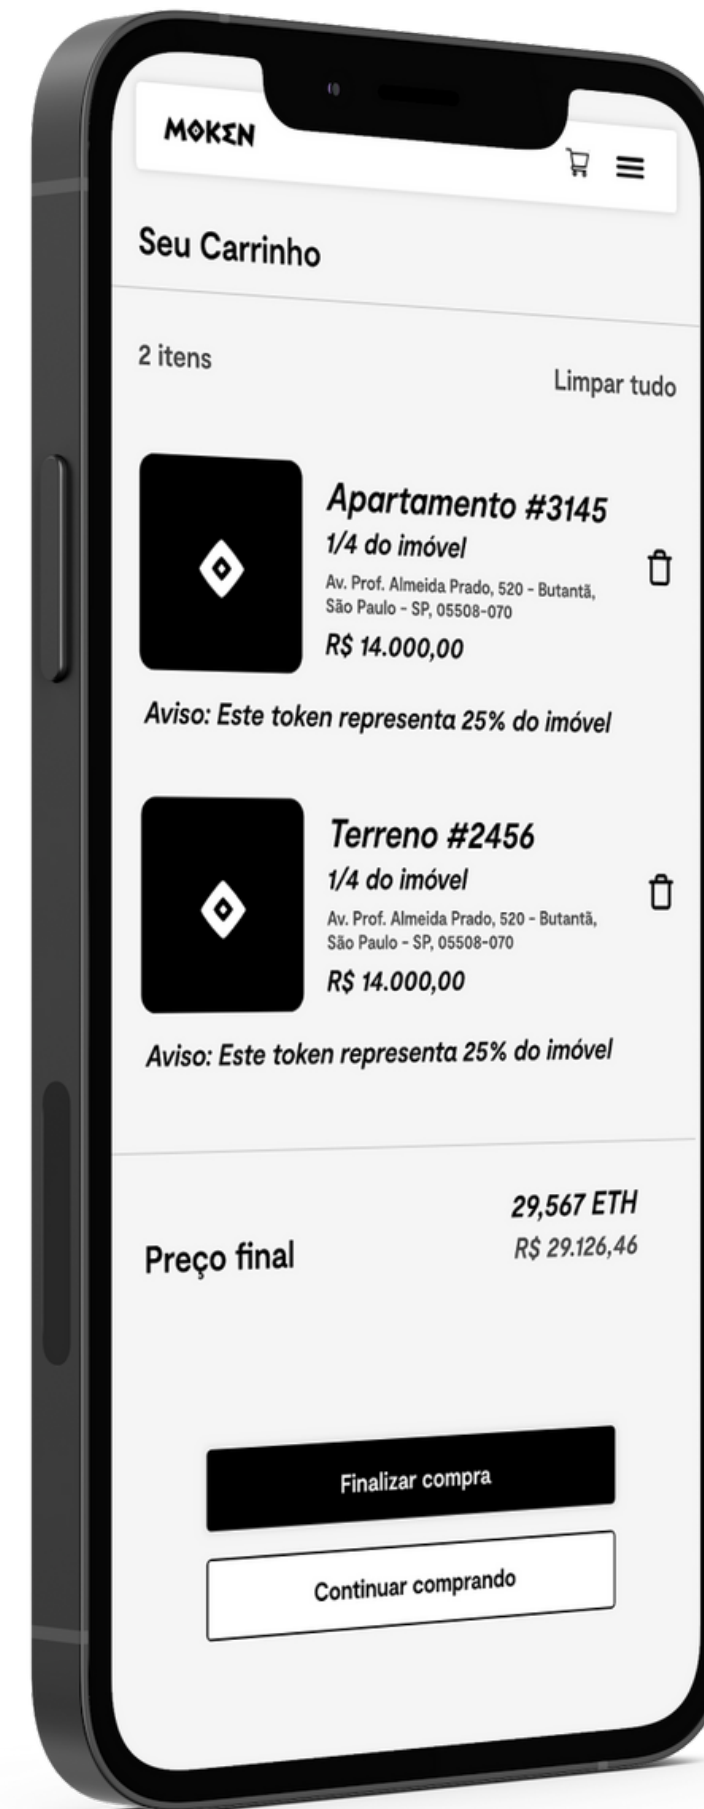 MOKEN
Seu Carrinho
2 itens
Limpar tudo
Apartamento #3145
1/4 do imóvel
Av. Prof. Almeida Prado, 520 - Butantã,
São Paulo - SP, 05508-070
R$ 14.000,00
Aviso: Este token representa 25% do imóvel
Terreno #2456
1/4 do imóvel
Av. Prof. Almeida Prado, 520 - Butantã,
São Paulo - SP, 05508-070
R$ 14.000,00
Aviso: Este token representa 25% do imóvel
29,567 ETH
Preço final
R$ 29.126,46
Finalizar compra
Continuar comprando